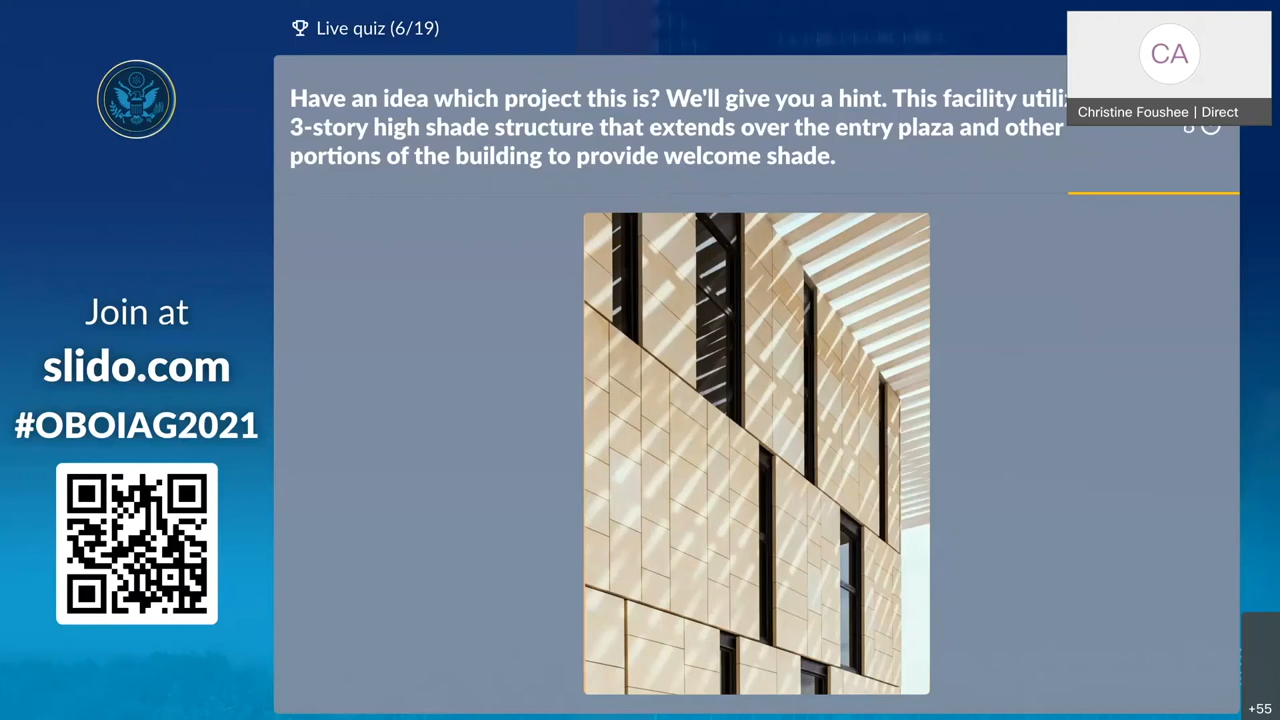 Live quiz (6/19)
CA
Christine Foushee | Direct
Have an idea which project this is? We'll give you a hint. This facility
3-story high shade structure that extends over the entry plaza and other
portions of the building to provide welcome shade.
Join at
slido.com
#OBOIAG2021
+55